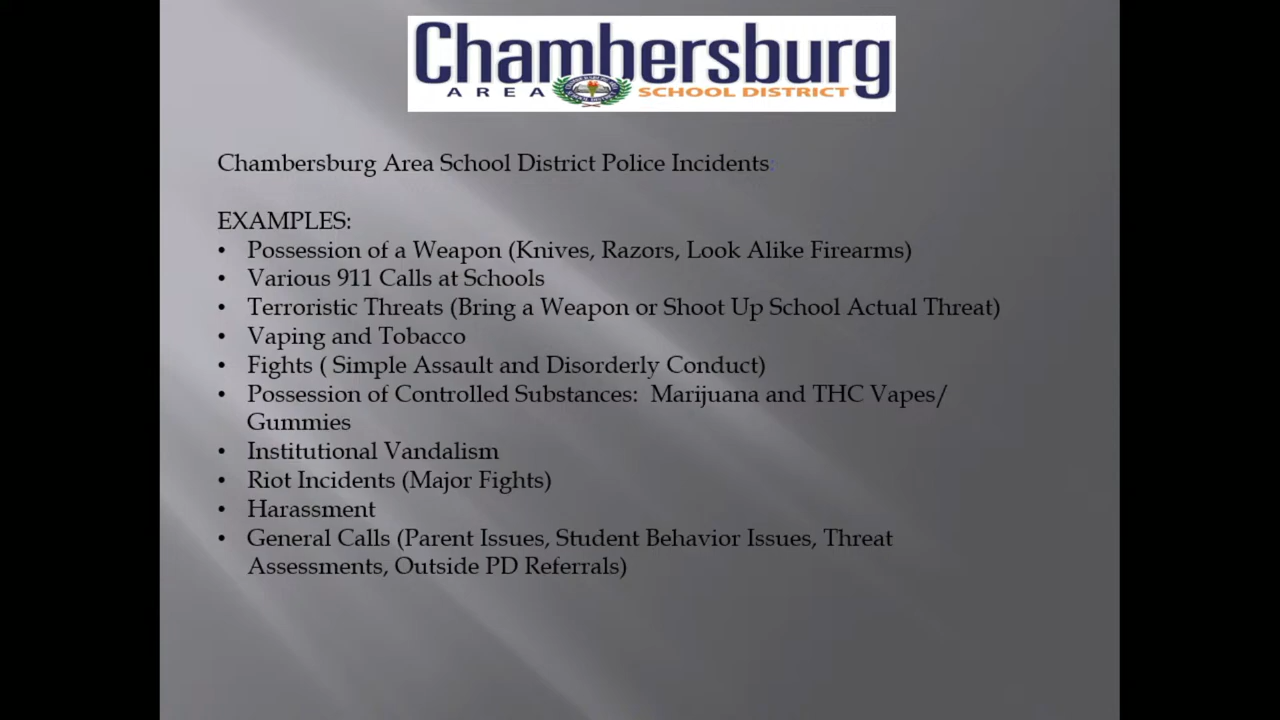 Chambersburg
AREA SCHOOL DISTRICT
Chambersburg Area School District Police Incidents:
EXAMPLES:
• Possession of a Weapon (Knives, Razors, Look Alike Firearms)
• Various 911 Calls at Schools
• Terroristic Threats (Bring a Weapon or Shoot Up School Actual Threat)
• Vaping and Tobacco
• Fights ( Simple Assault and Disorderly Conduct)
• Possession of Controlled Substances:  Marijuana and THC Vapes/
Gummies
• Institutional Vandalism
• Riot Incidents (Major Fights)
• Harassment
• General Calls (Parent Issues, Student Behavior Issues, Threat
Assessments, Outside PD Referrals)